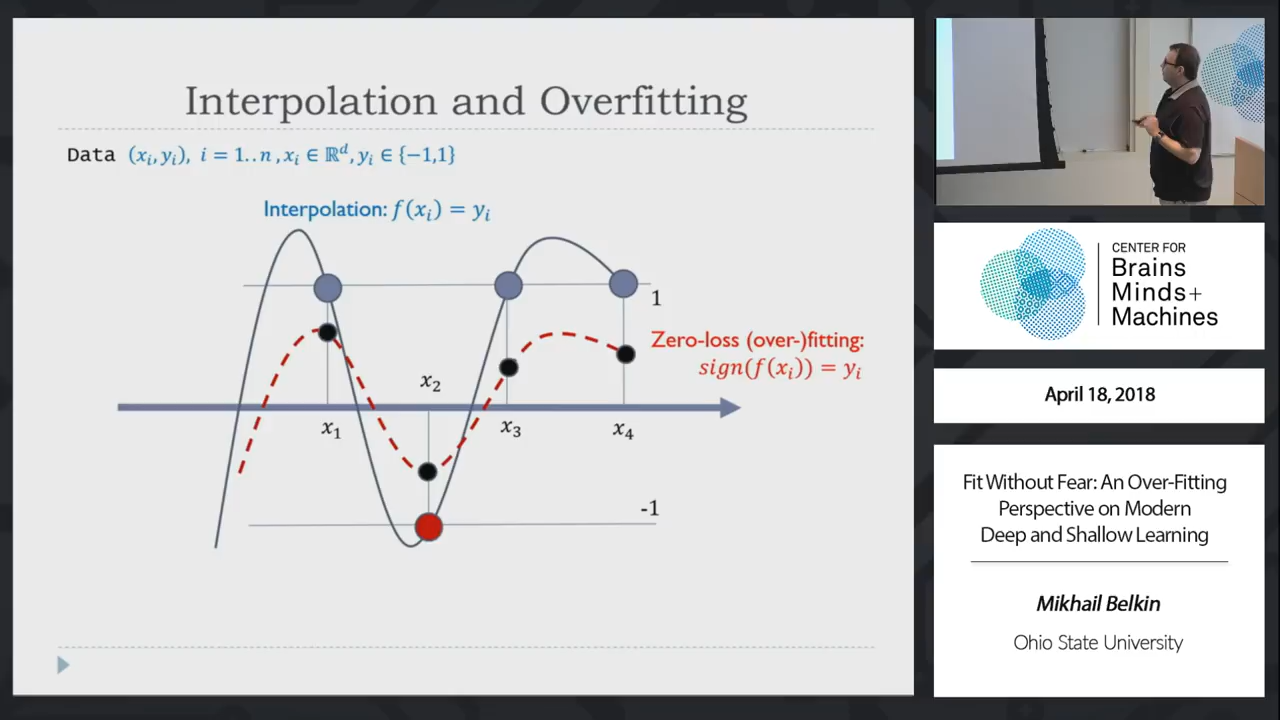 Interpolation and Overfitting
Data (xᵢ, yᵢ), i = 1..n , xᵢ ∈ ℝᵈ, yᵢ ∈ {−1,1}
Interpolation: f(xᵢ) = yᵢ
1
Zero-loss (over-)fitting:
sign(f(xᵢ)) = yᵢ
x₂
x₁
x₃
x₄
-1
CENTER FOR
Brains
Minds+
Machines
April 18, 2018
Fit Without Fear: An Over-Fitting
Perspective on Modern
Deep and Shallow Learning
Mikhail Belkin
Ohio State University